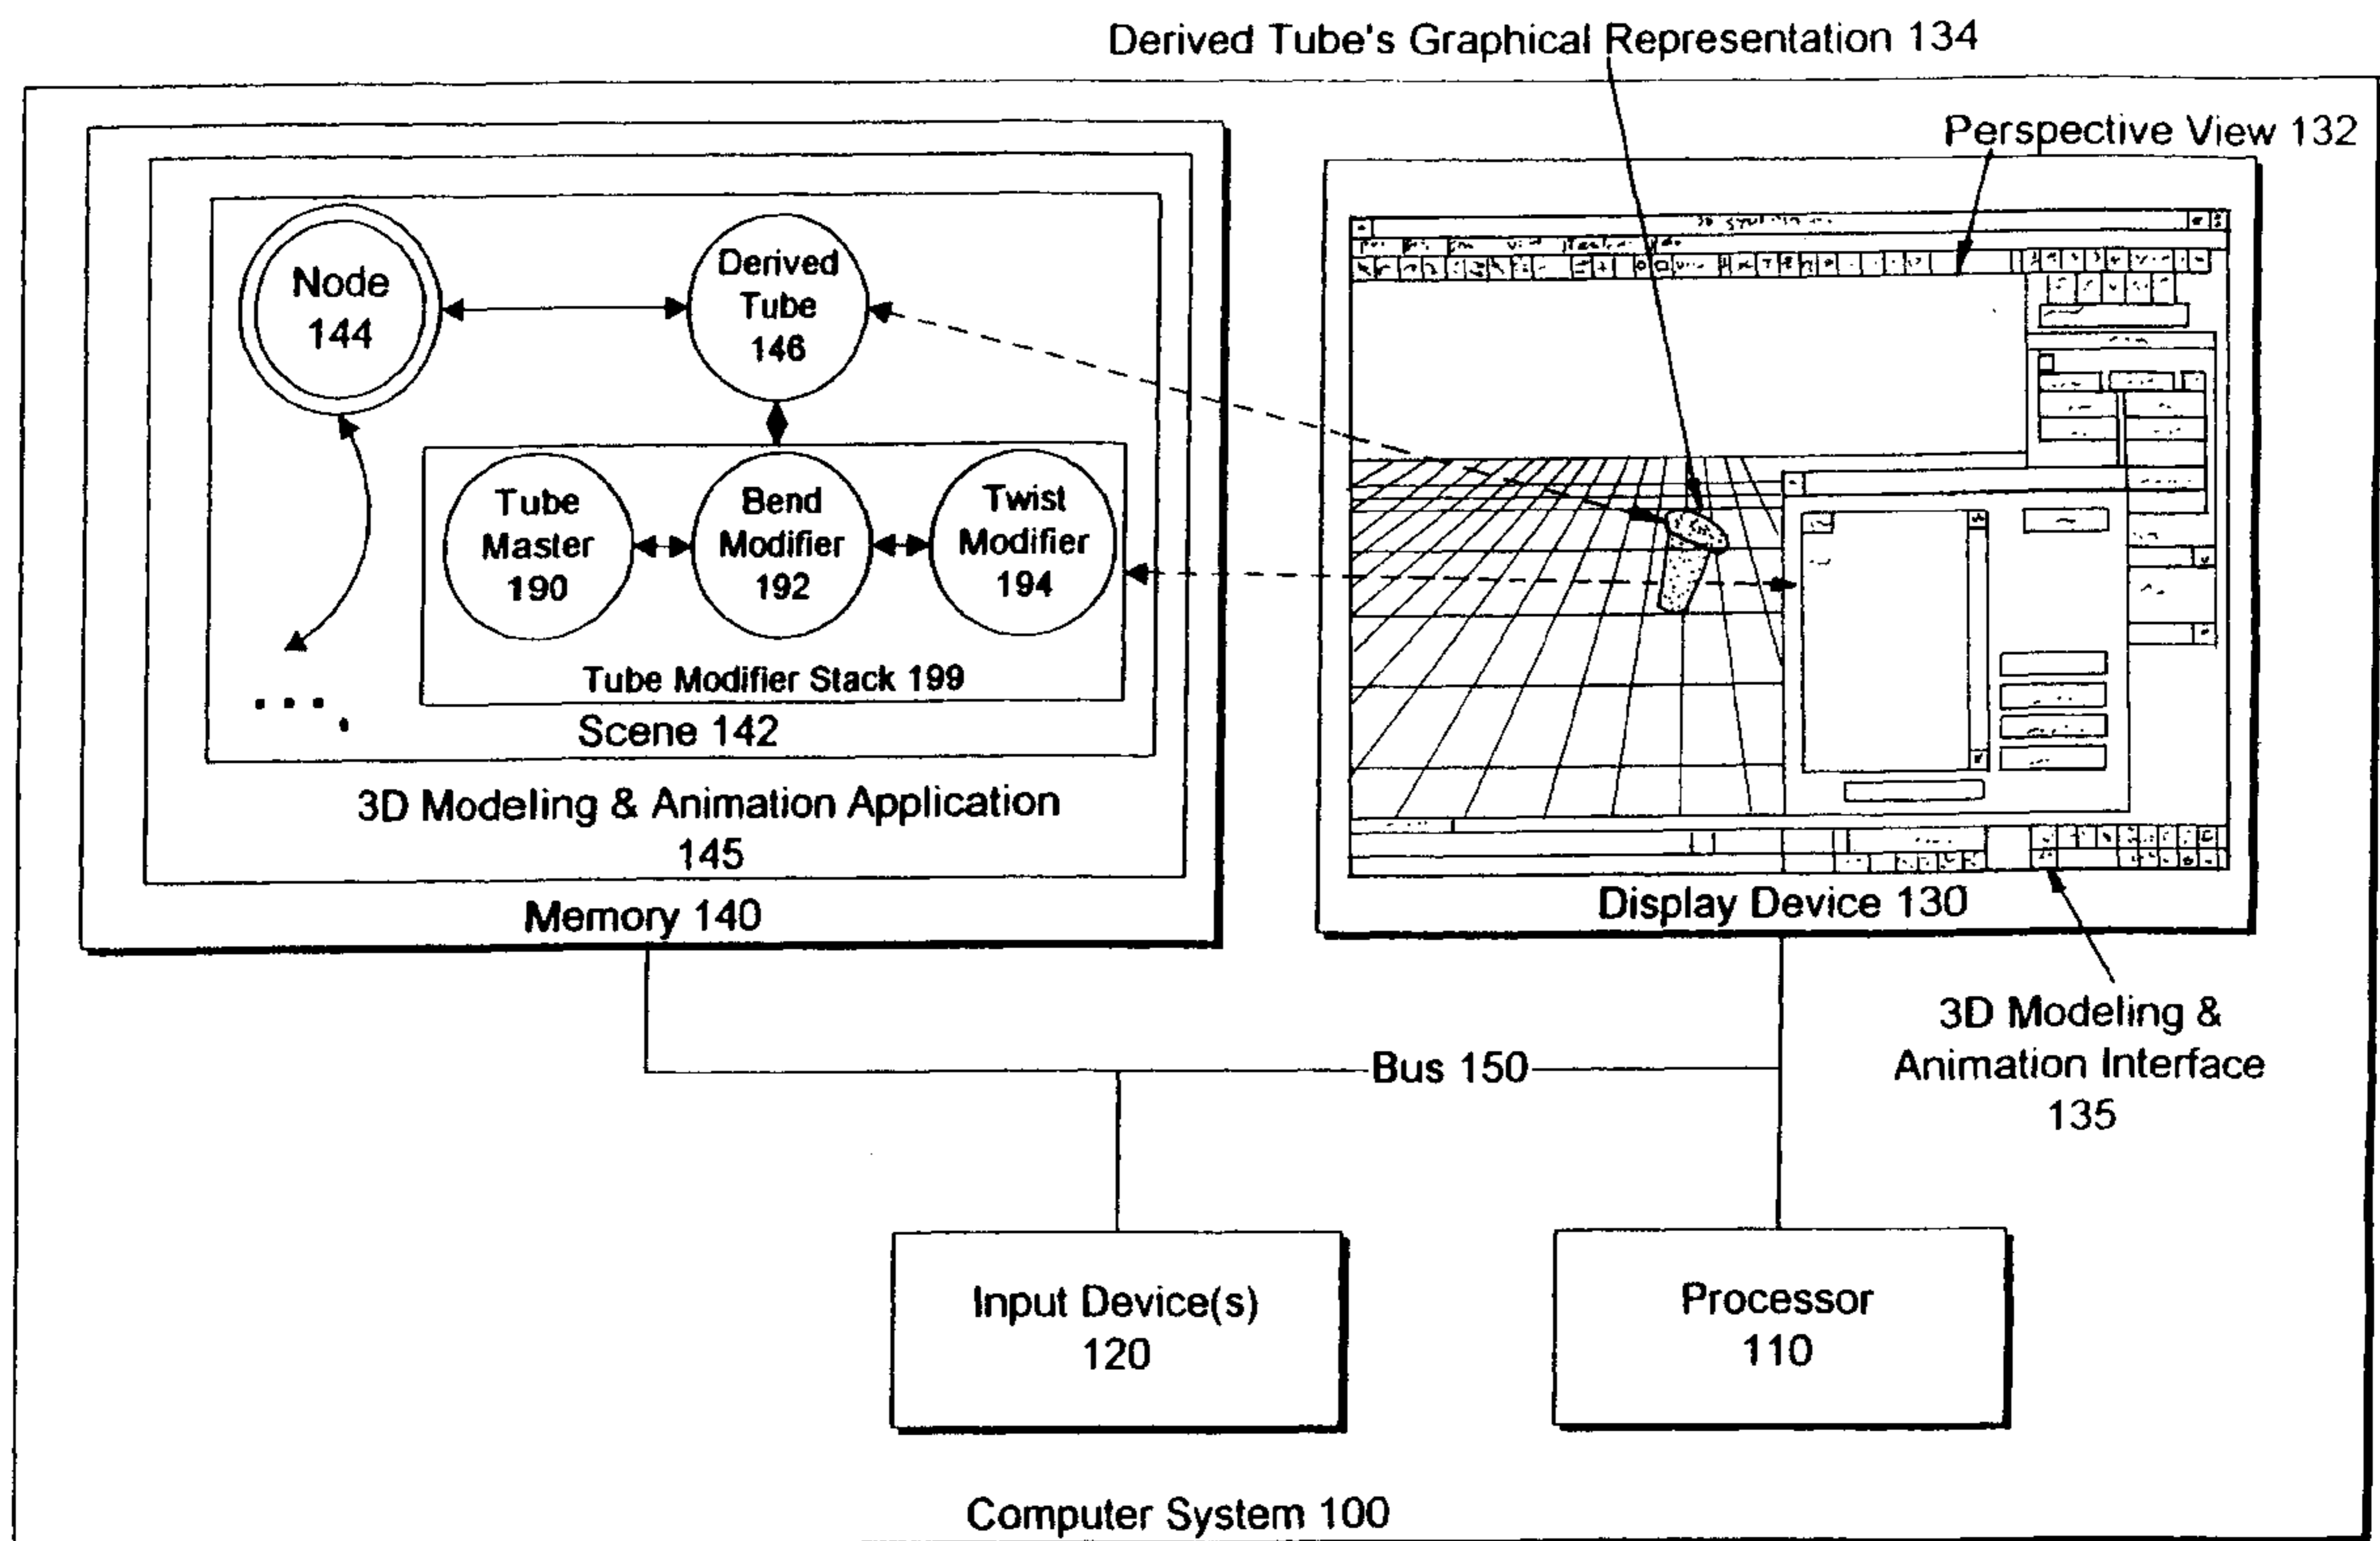 Derived Tube's Graphical Representation 134
Perspective View 132
Node
144
Derived
Tube
146
Tube
Master
190
Bend
Modifier
192
Twist
Modifier
194
Tube Modifier Stack 199
Scene 142
3D Modeling & Animation Application
145
Memory 140
Display Device 130
3D Modeling &
Animation Interface
135
Bus 150
Input Device(s)
120
Processor
110
Computer System 100